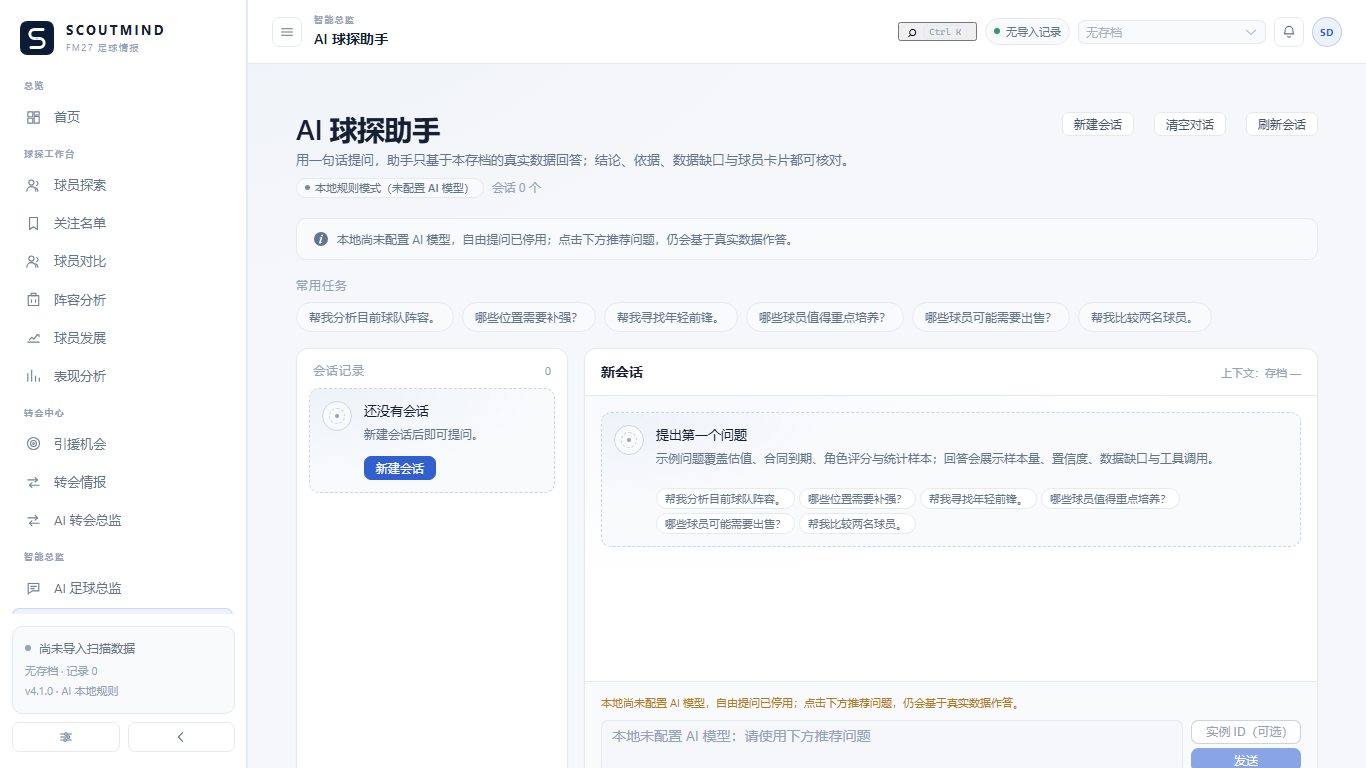 SCOUTMIND
FM27 足球情报
总览
首页
球探工作台
球员探索
关注名单
球员对比
阵容分析
球员发展
表现分析
转会中心
引援机会
转会情报
AI 转会总监
智能总监
AI 足球总监
尚未导入扫描数据
无存档 · 记录 0
v4.1.0 · AI 本地规则
智能总监
AI 球探助手
Ctrl K
无导入记录
无存档
SD
AI 球探助手
新建会话
清空对话
刷新会话
用一句话提问，助手只基于本存档的真实数据回答；结论、依据、数据缺口与球员卡片都可核对。
本地规则模式（未配置 AI 模型）
会话 0 个
本地尚未配置 AI 模型，自由提问已停用；点击下方推荐问题，仍会基于真实数据作答。
常用任务
帮我分析目前球队阵容。
哪些位置需要补强？
帮我寻找年轻前锋。
哪些球员值得重点培养？
哪些球员可能需要出售？
帮我比较两名球员。
会话记录
0
还没有会话
新建会话后即可提问。
新建会话
新会话
上下文：存档 —
提出第一个问题
示例问题覆盖估值、合同到期、角色评分与统计样本；回答会展示样本量、置信度、数据缺口与工具调用。
帮我分析目前球队阵容。
哪些位置需要补强？
帮我寻找年轻前锋。
哪些球员值得重点培养？
哪些球员可能需要出售？
帮我比较两名球员。
本地尚未配置 AI 模型，自由提问已停用；点击下方推荐问题，仍会基于真实数据作答。
本地未配置 AI 模型：请使用下方推荐问题
实例 ID（可选）
发送